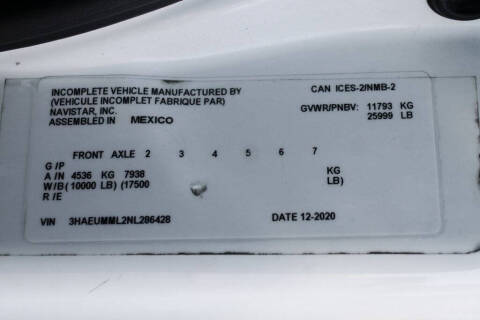 INCOMPLETE VEHICLE MANUFACTURED BY CAN ICES-2/NMB-2
(VEHICULE INCOMPLET FABRIQUE PAR)
NAVISTAR, INC. GVWR/PNBV: 11793 KG
ASSEMBLED IN MEXICO 25999 LB
FRONT AXLE 2 3 4 5 6 7
G/P
A/N 4536 KG 7938 KG
W/B(10000 LB)(17500 LB)
R/E
VIN 3HAEUMML2NL286428 DATE 12-2020